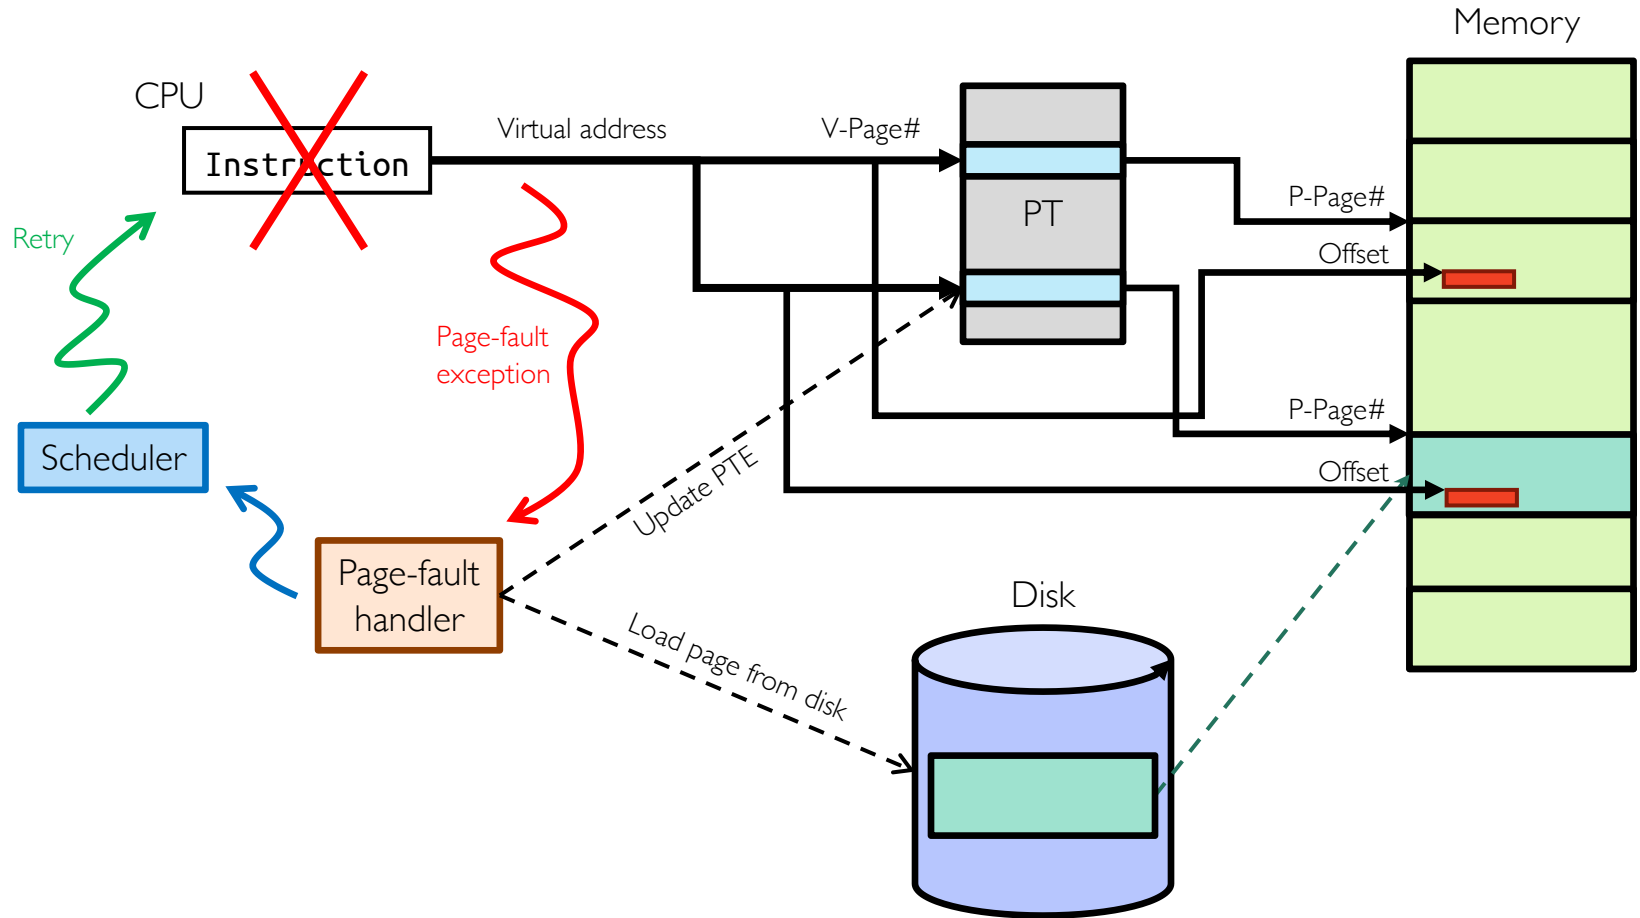 Memory
CPU
Virtual address
V-Page#
Instruction
P-Page#
PT
Retry
Offset
Page-fault
exception
P-Page#
Scheduler
Offset
Update PTE
Page-fault
handler
Disk
Load page from disk